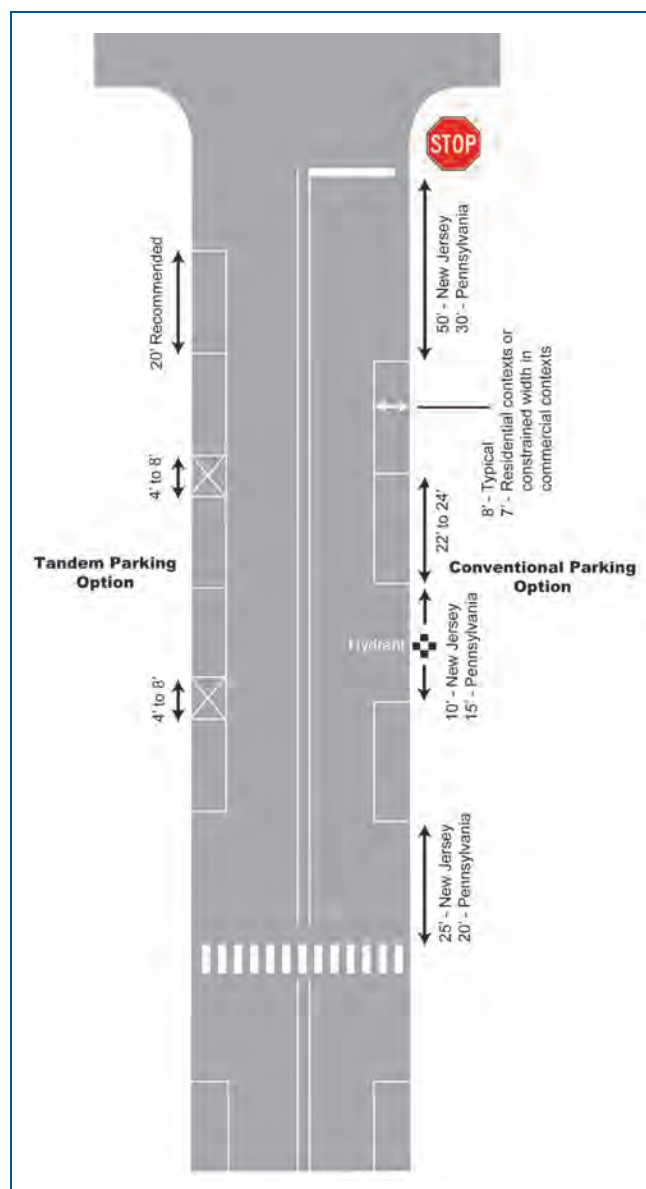 STOP
20' Recommended
50' - New Jersey
30' - Pennsylvania
8' - Typical
7' - Residential contexts or
constrained width in
commercial contexts
4' to 8'
22' to 24'
Tandem Parking
Option
Conventional Parking
Option
Hydrant
10' - New Jersey
15' - Pennsylvania
4' to 8'
25' - New Jersey
20' - Pennsylvania